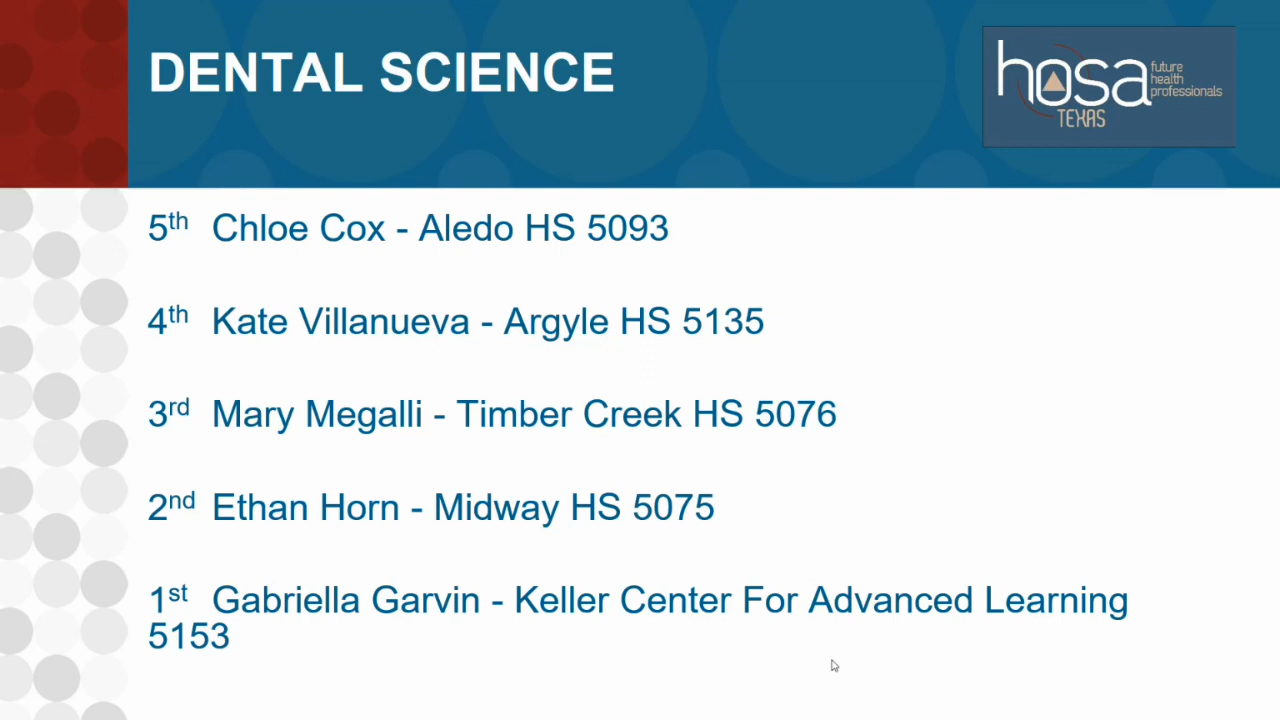 DENTAL SCIENCE
hosa
future
health
professionals
TEXAS
5th Chloe Cox - Aledo HS 5093
4th Kate Villanueva - Argyle HS 5135
3rd Mary Megalli - Timber Creek HS 5076
2nd Ethan Horn - Midway HS 5075
1st Gabriella Garvin - Keller Center For Advanced Learning
5153